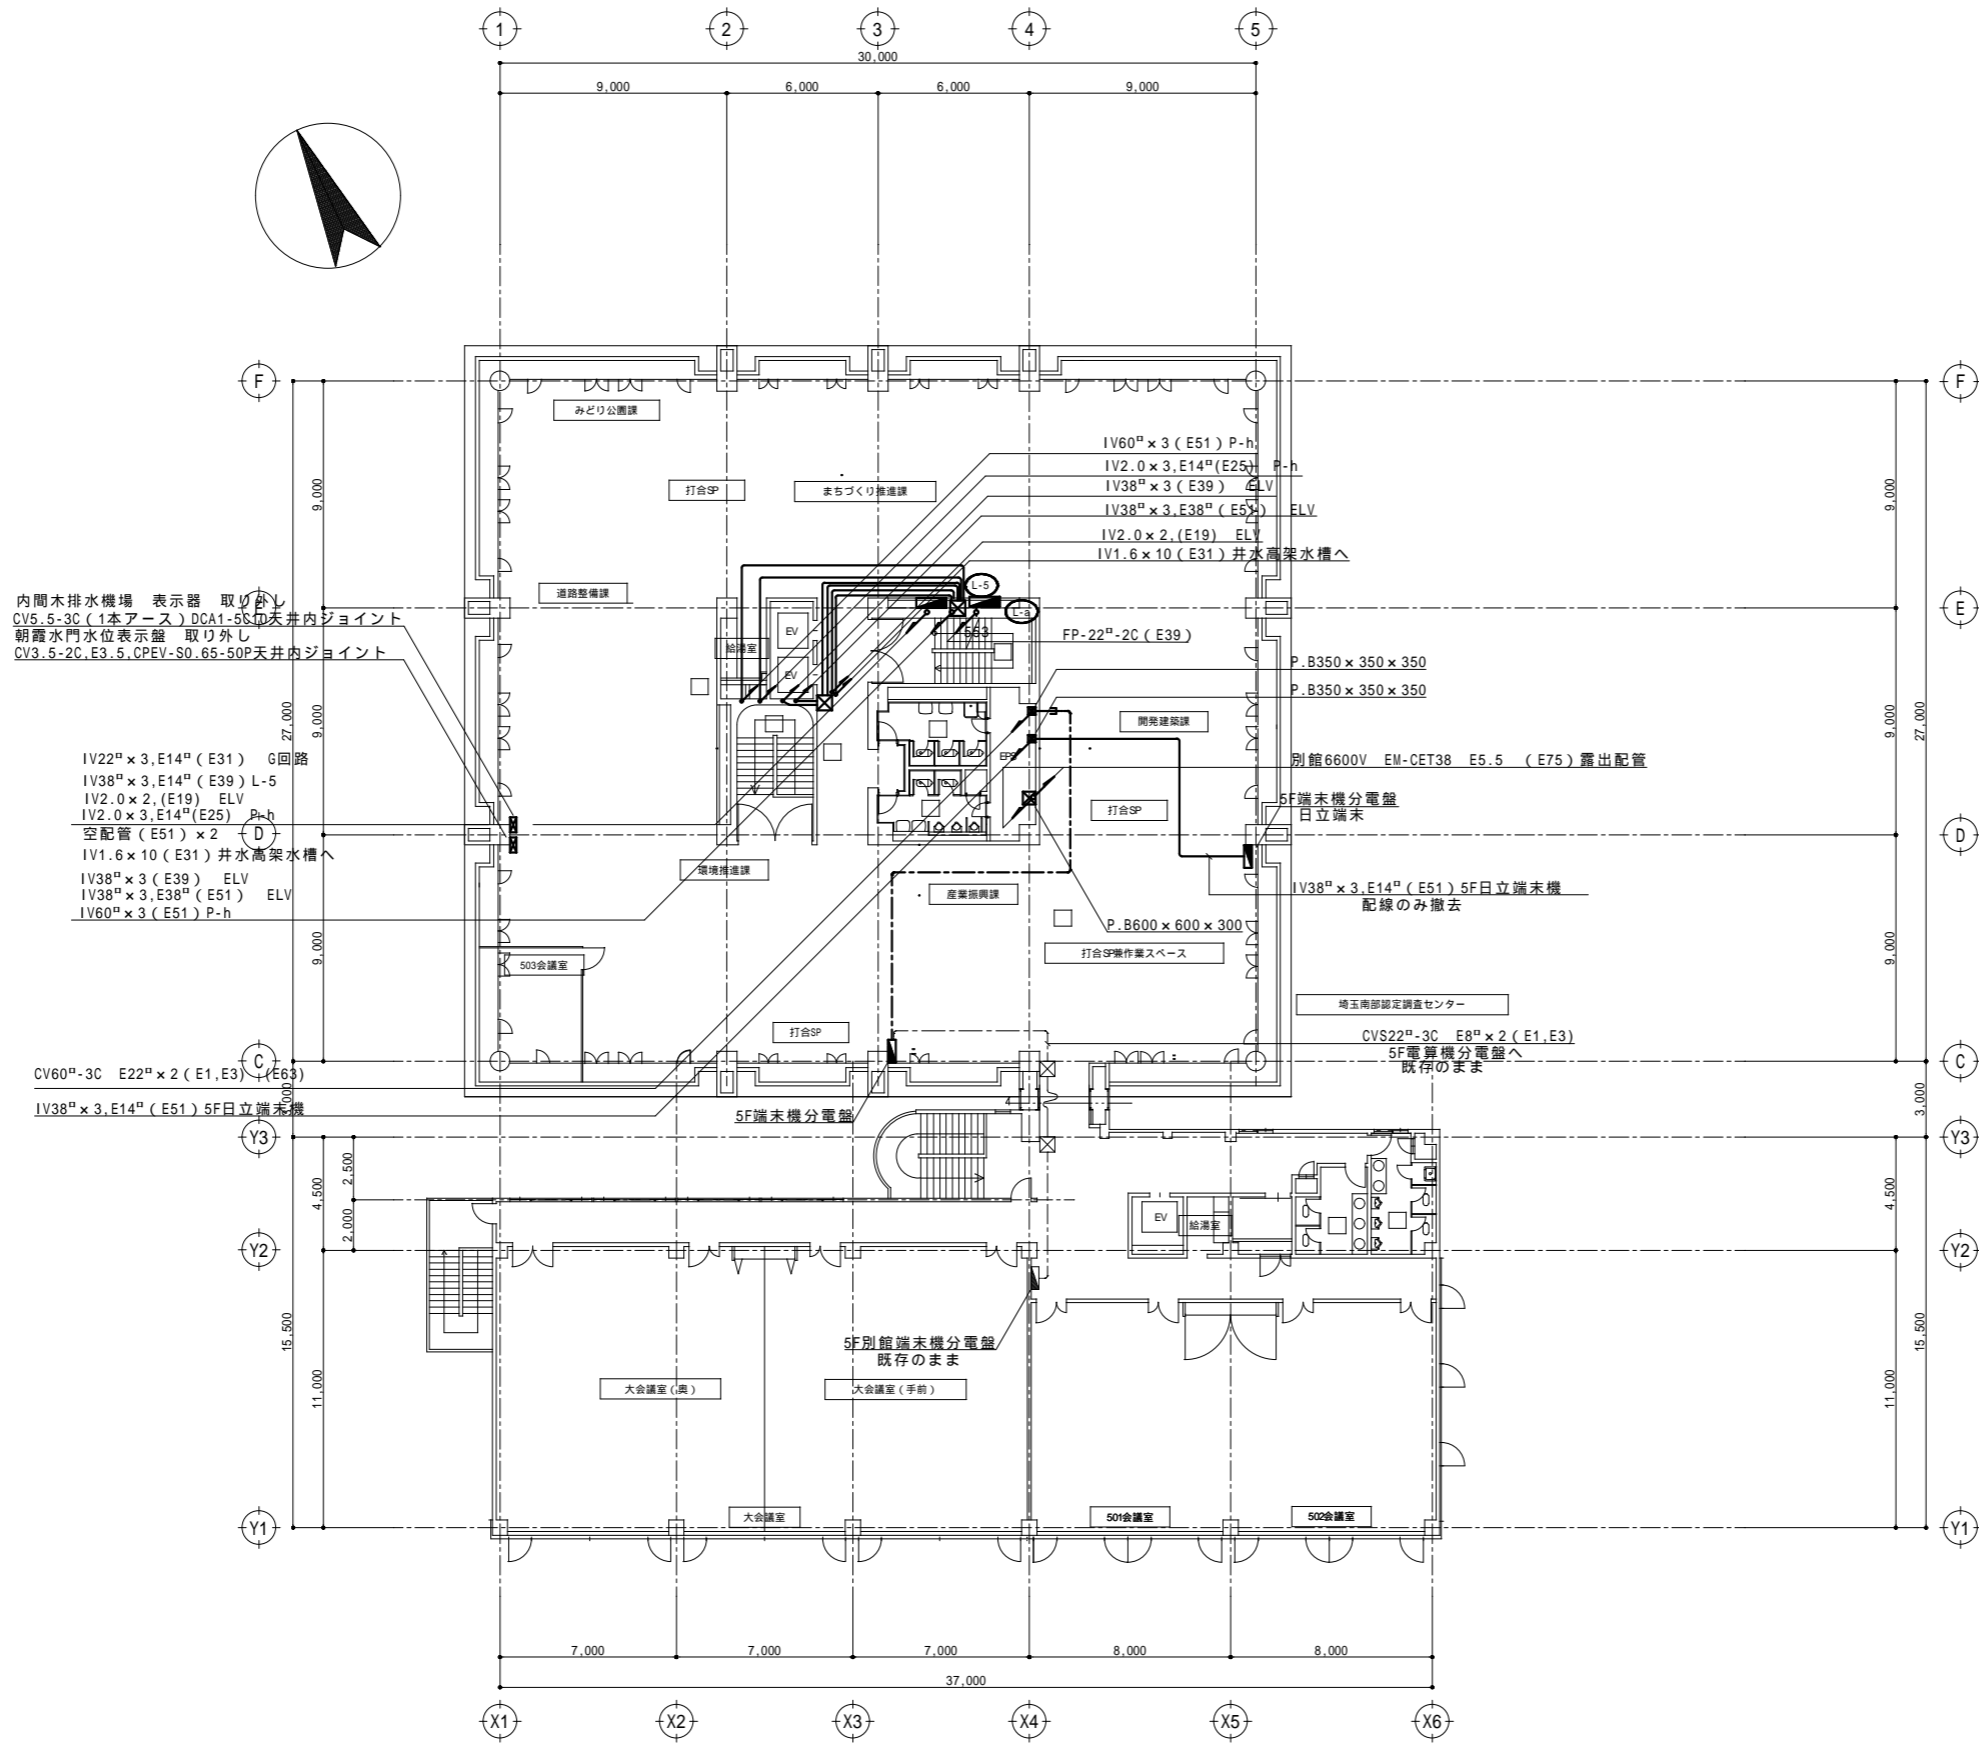 1
2
3
4
5
30,000
9,000
6,000
6,000
9,000
F
F
みどり公園課
IV60□×3(E51)P-h
IV2.0×3,E14□(E25) P-h
IV38□×3(E39) ELV
IV38□×3,E38□(E51) ELV
IV2.0×2,(E19) ELV
IV1.6×10(E31)井水高架水槽へ
打合SP
まちづくり推進課
9,000
9,000
道路整備課
L-5
L-a
E
E
内間木排水機場 表示器 取り外し
CV5.5-3C(1本アース)DCA1-5C1D天井内ジョイント
朝霞水門水位表示盤 取り外し
CV3.5-2C,E3.5,CPEV-S0.65-50P天井内ジョイント
EV
EV
給湯室
553
FP-22□-2C(E39)
P.B350×350×350
P.B350×350×350
開発建築課
27,000
9,000
9,000
27,000
IV22□×3,E14□(E31) G回路
IV38□×3,E14□(E39)L-5
IV2.0×2,(E19) ELV
IV2.0×3,E14□(E25) P-h
空配管(E51)×2
IV1.6×10(E31)井水高架水槽へ
IV38□×3(E39) ELV
IV38□×3,E38□(E51) ELV
IV60□×3(E51)P-h
EPS
別館6600V EM-CET38 E5.5 (E75)露出配管
5F端末機分電盤
日立端末
打合SP
D
D
環境推進課
産業振興課
IV38□×3,E14□(E51)5F日立端末機
配線のみ撤去
P.B600×600×300
9,000
9,000
打合SP兼作業スペース
503会議室
埼玉南部認定調査センター
打合SP
CVS22□-3C E8□×2(E1,E3)
5F電算機分電盤へ
既存のまま
C
C
CV60□-3C E22□×2(E1,E3) (E63)
IV38□×3,E14□(E51)5F日立端末機
5F端末機分電盤
3,000
Y3
Y3
2,500
4,500
2,000
4,500
EV
給湯室
Y2
Y2
15,500
11,000
5F別館端末機分電盤
既存のまま
大会議室(奥)
大会議室(手前)
15,500
11,000
大会議室
501会議室
502会議室
Y1
Y1
7,000
7,000
7,000
8,000
8,000
37,000
X1
X2
X3
X4
X5
X6